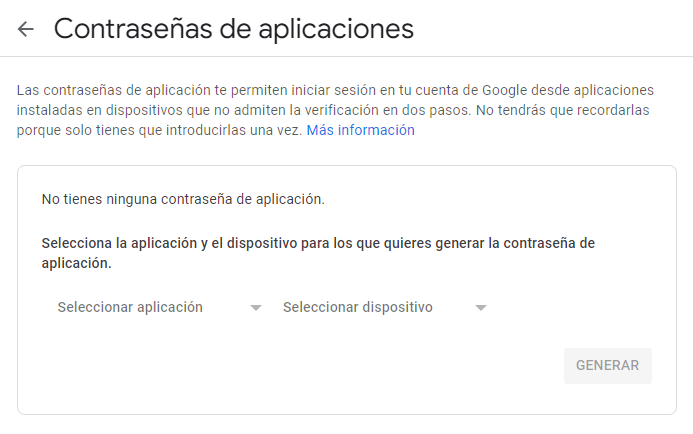 Contraseñas de aplicaciones
Las contraseñas de aplicación te permiten iniciar sesión en tu cuenta de Google desde aplicaciones
instaladas en dispositivos que no admiten la verificación en dos pasos. No tendrás que recordarlas
porque solo tienes que introducirlas una vez. Más información
No tienes ninguna contraseña de aplicación.
Selecciona la aplicación y el dispositivo para los que quieres generar la contraseña de
aplicación.
Seleccionar aplicación Seleccionar dispositivo
GENERAR